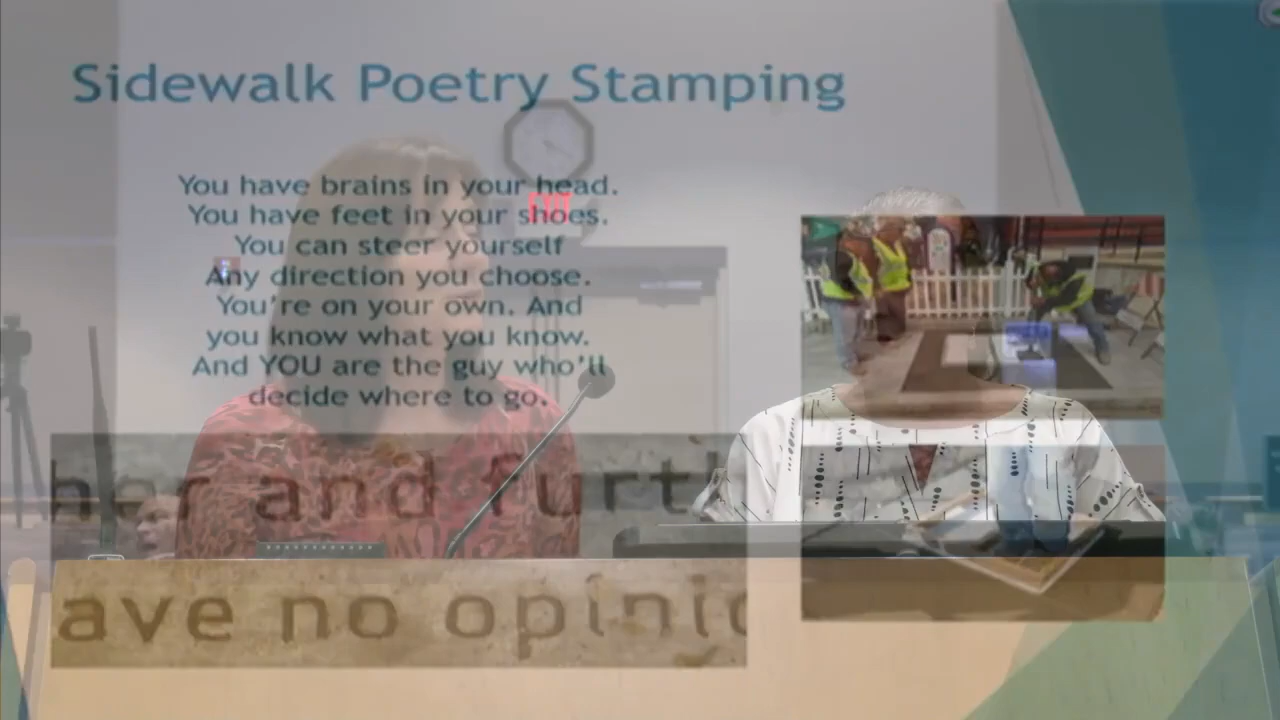 Sidewalk Poetry Stamping
You have brains in your head.
You have feet in your shoes.
You can steer yourself
Any direction you choose.
You're on your own. And
you know what you know.
And YOU are the guy who'll
decide where to go.
EXIT
her and furt
ave no opinio